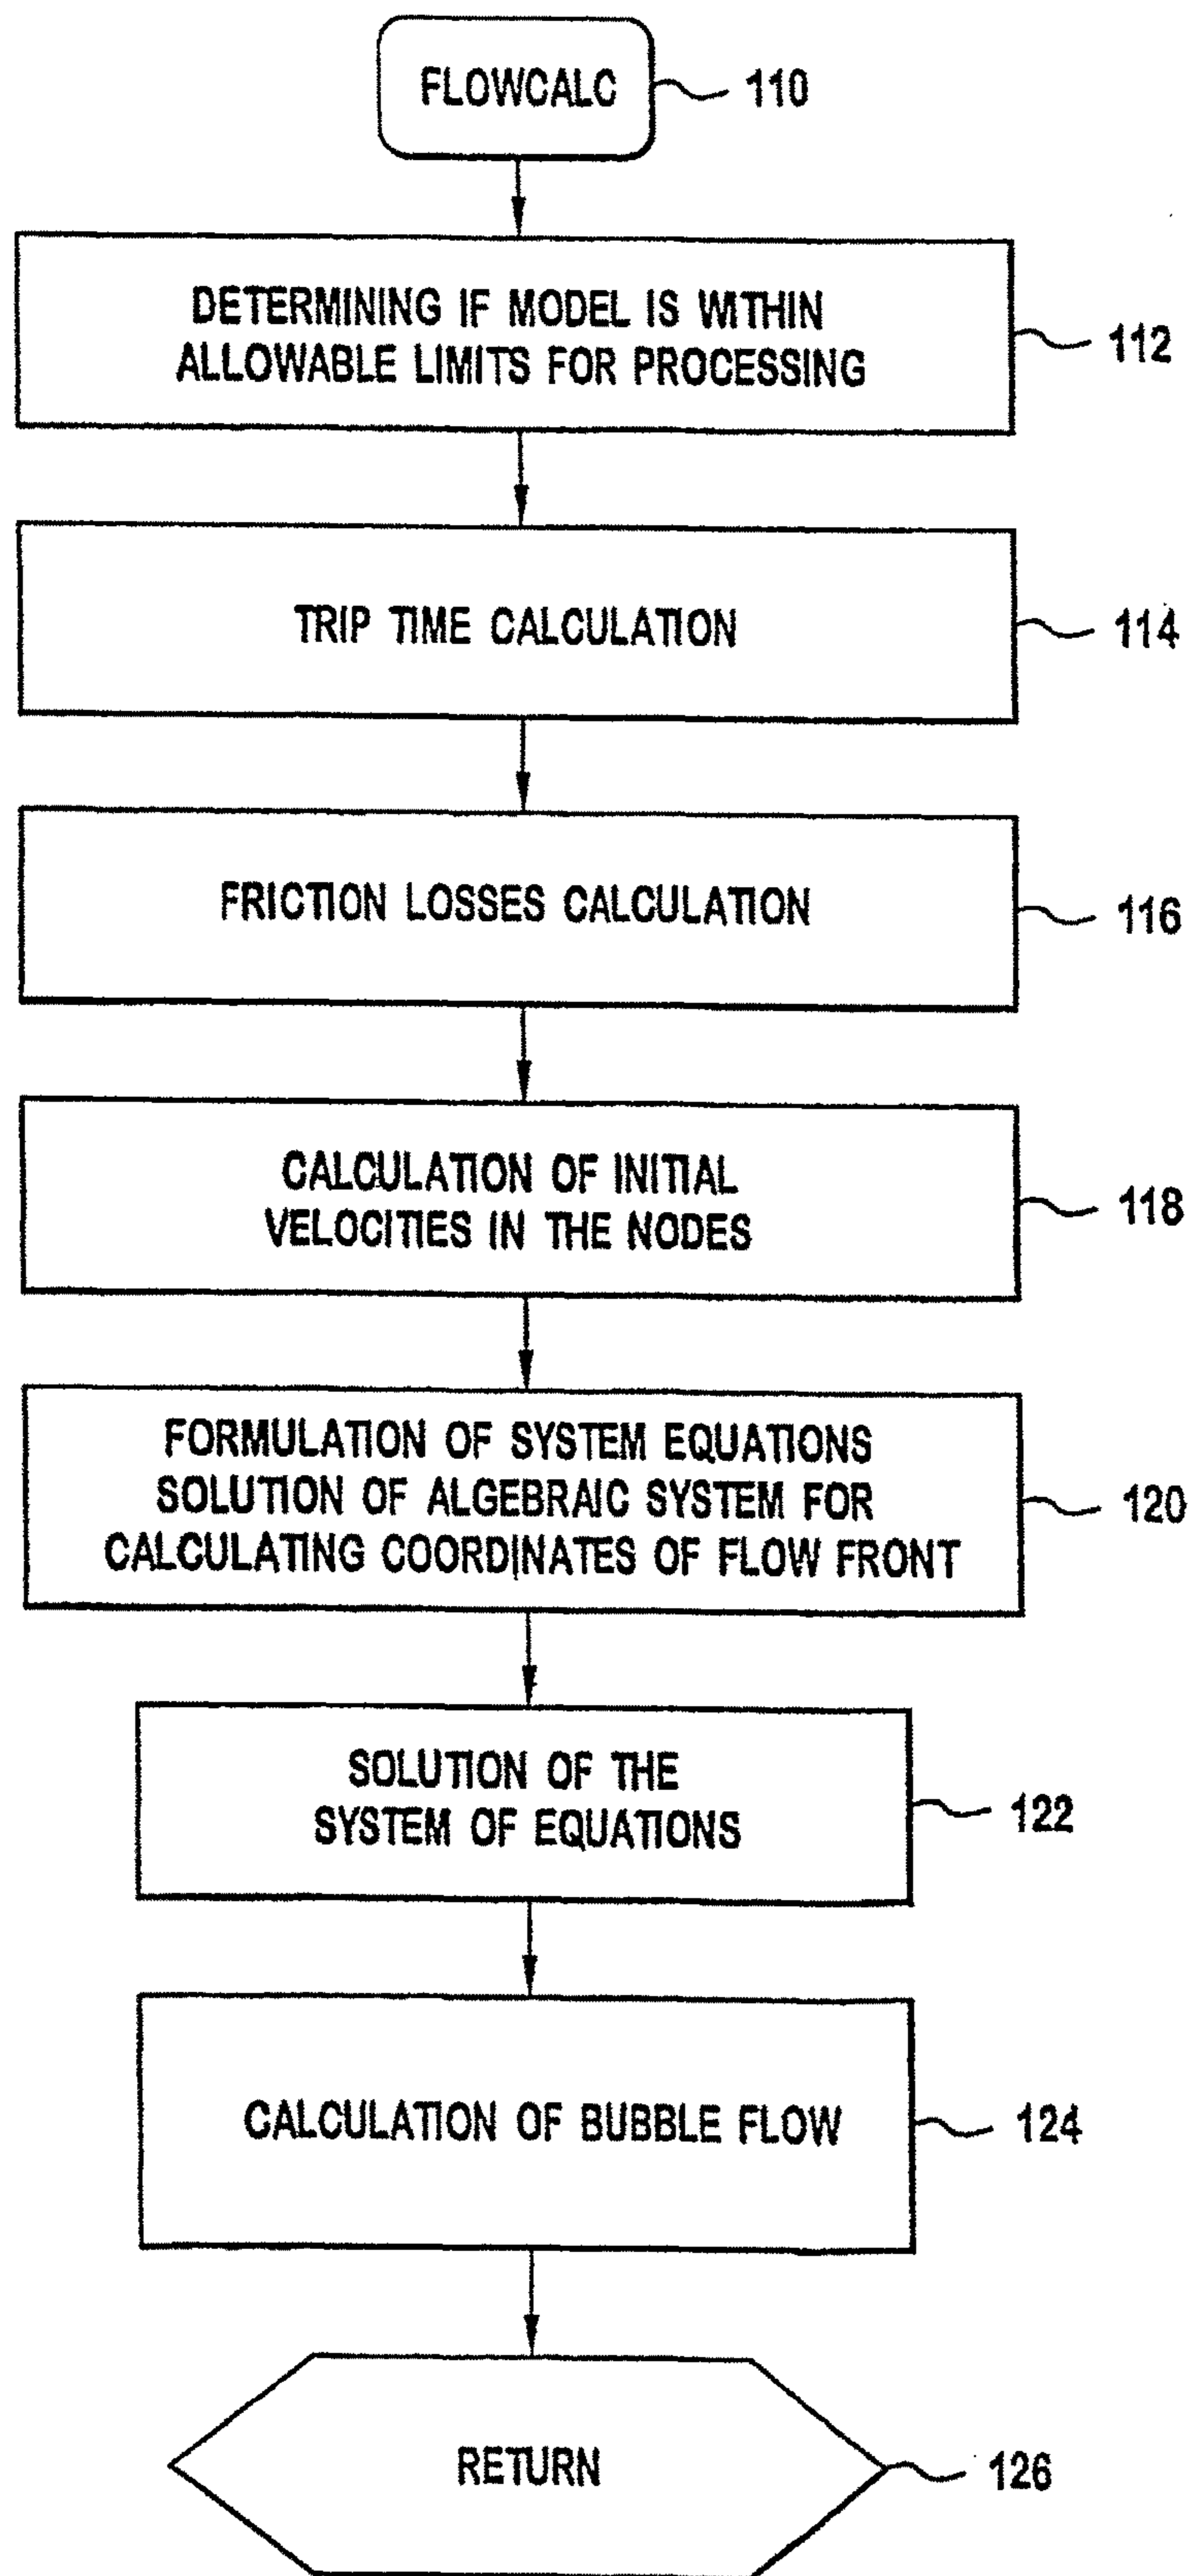 FLOWCALC
110
DETERMINING IF MODEL IS WITHIN
ALLOWABLE LIMITS FOR PROCESSING
112
TRIP TIME CALCULATION
114
FRICTION LOSSES CALCULATION
116
CALCULATION OF INITIAL
VELOCITIES IN THE NODES
118
FORMULATION OF SYSTEM EQUATIONS
SOLUTION OF ALGEBRAIC SYSTEM FOR
CALCULATING COORDINATES OF FLOW FRONT
120
SOLUTION OF THE
SYSTEM OF EQUATIONS
122
CALCULATION OF BUBBLE FLOW
124
RETURN
126